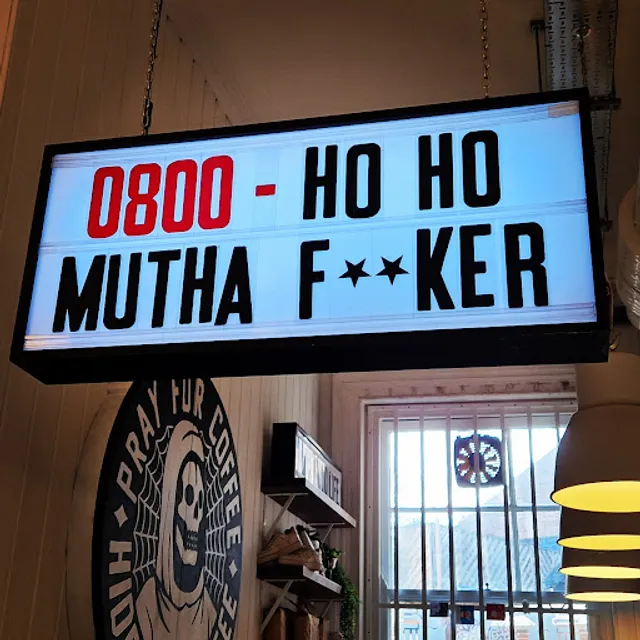 0800 - HO HO
MUTHA F★★KER
PRAY FOR COFFEE